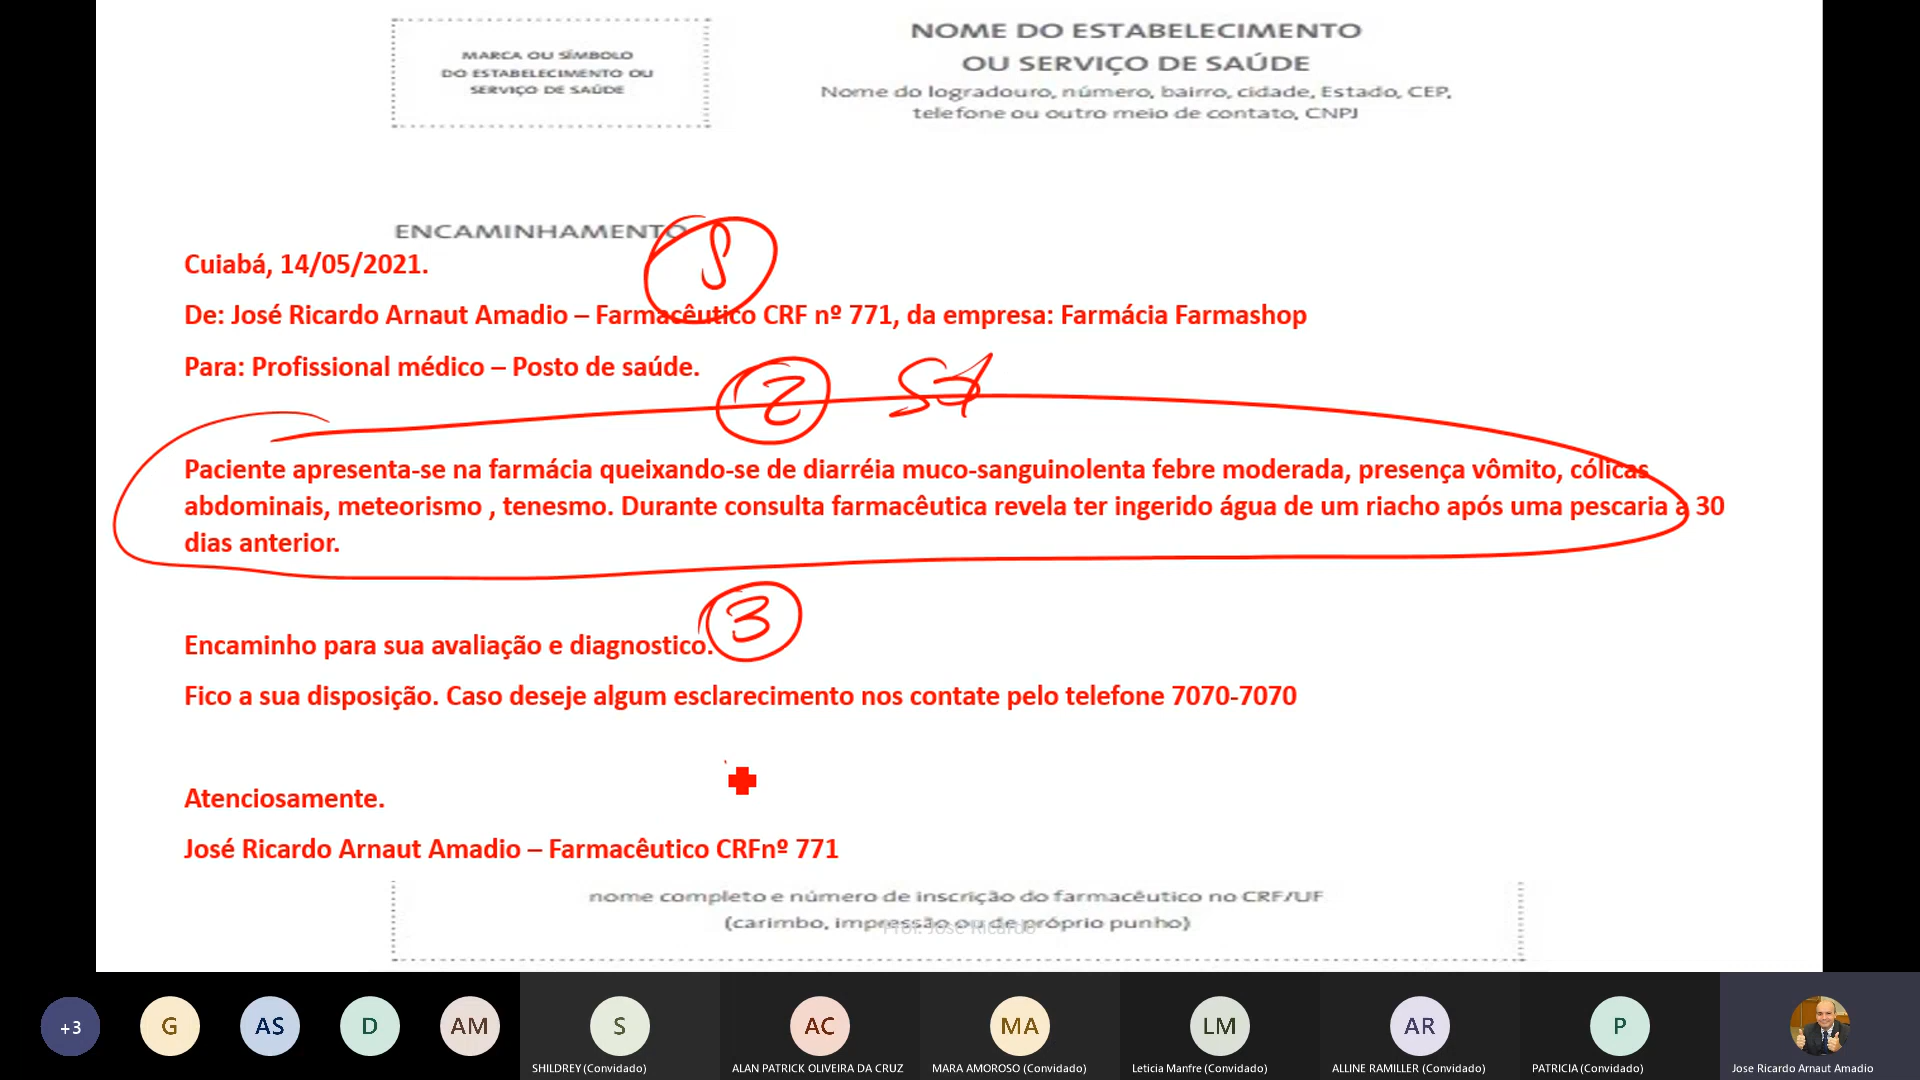 MARCA OU SÍMBOLO
DO ESTABELECIMENTO OU
SERVIÇO DE SAÚDE
NOME DO ESTABELECIMENTO
OU SERVIÇO DE SAÚDE
Nome do logradouro, número, bairro, cidade, Estado, CEP,
telefone ou outro meio de contato, CNPJ
ENCAMINHAMENTO
Cuiabá, 14/05/2021.
De: José Ricardo Arnaut Amadio – Farmacêutico CRF nº 771, da empresa: Farmácia Farmashop
Para: Profissional médico – Posto de saúde.
2
Paciente apresenta-se na farmácia queixando-se de diarréia muco-sanguinolenta febre moderada, presença vômito, cólicas
abdominais, meteorismo , tenesmo. Durante consulta farmacêutica revela ter ingerido água de um riacho após uma pescaria a 30
dias anterior.
3
Encaminho para sua avaliação e diagnostico.
Fico a sua disposição. Caso deseje algum esclarecimento nos contate pelo telefone 7070-7070
Atenciosamente.
José Ricardo Arnaut Amadio – Farmacêutico CRFnº 771
nome completo e número de inscrição do farmacêutico no CRF/UF
(carimbo, impressão ou de próprio punho)
Prof. José Ricardo
+3
G
AS
D
AM
S
AC
MA
LM
AR
P
SHILDREY (Convidado)
ALAN PATRICK OLIVEIRA DA CRUZ
MARA AMOROSO (Convidado)
Leticia Manfre (Convidado)
ALLINE RAMILLER (Convidado)
PATRICIA (Convidado)
Jose Ricardo Arnaut Amadio